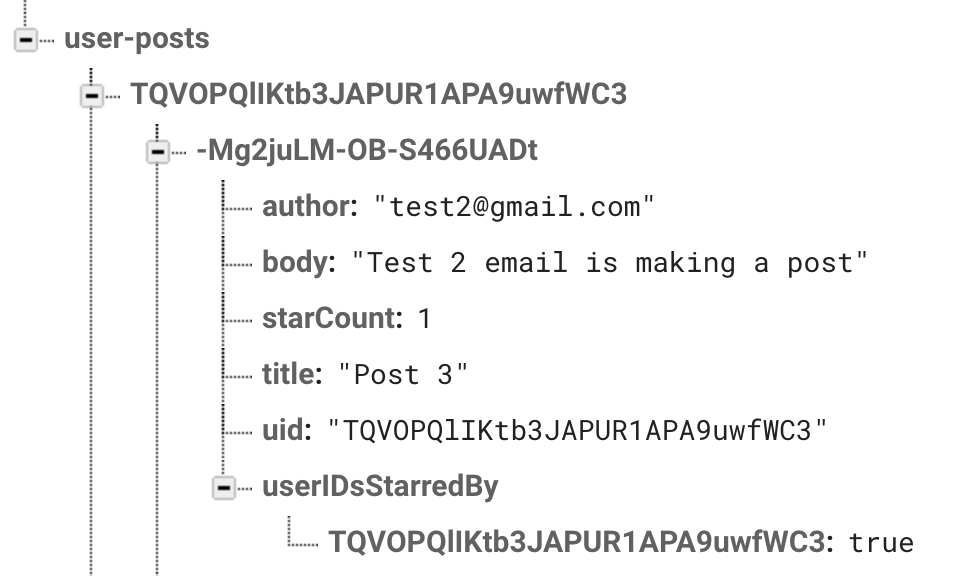 user-posts
TQVOPQlIKtb3JAPUR1APA9uwfWC3
-Mg2juLM-OB-S466UADt
author: "test2@gmail.com"
body: "Test 2 email is making a post"
starCount: 1
title: "Post 3"
uid: "TQVOPQlIKtb3JAPUR1APA9uwfWC3"
userIDsStarredBy
TQVOPQlIKtb3JAPUR1APA9uwfWC3: true